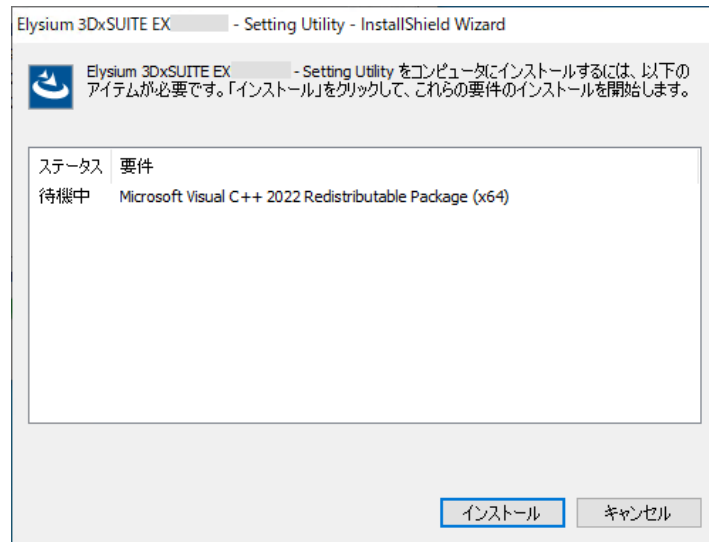 Elysium 3DxSUITE EX - Setting Utility - InstallShield Wizard
Elysium 3DxSUITE EX - Setting Utility をコンピュータにインストールするには、以下の
アイテムが必要です。「インストール」をクリックして、これらの要件のインストールを開始します。
ステータス 要件
待機中 Microsoft Visual C++ 2022 Redistributable Package (x64)
インストール キャンセル